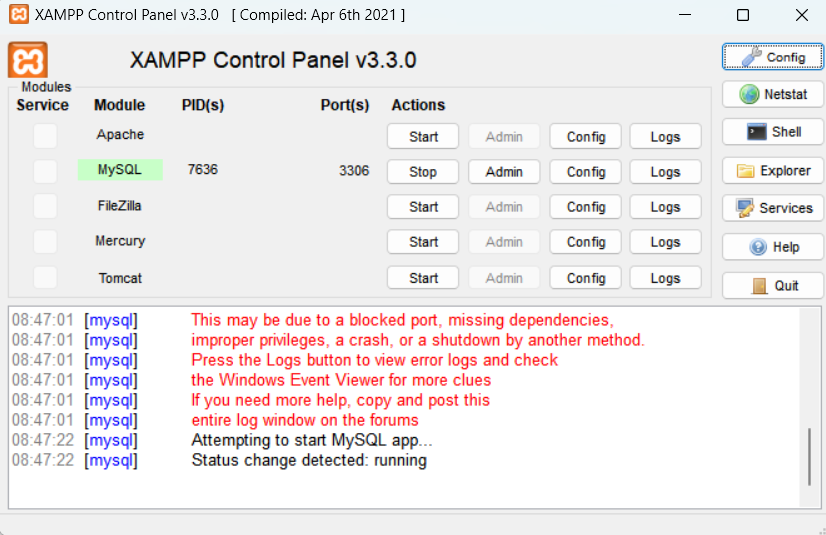 XAMPP Control Panel v3.3.0 [ Compiled: Apr 6th 2021 ]
XAMPP Control Panel v3.3.0
Modules
Service Module PID(s) Port(s) Actions
Apache Start Admin Config Logs
MySQL 7636 3306 Stop Admin Config Logs
FileZilla Start Admin Config Logs
Mercury Start Admin Config Logs
Tomcat Start Admin Config Logs
Config
Netstat
Shell
Explorer
Services
Help
Quit
08:47:01 [mysql] This may be due to a blocked port, missing dependencies,
08:47:01 [mysql] improper privileges, a crash, or a shutdown by another method.
08:47:01 [mysql] Press the Logs button to view error logs and check
08:47:01 [mysql] the Windows Event Viewer for more clues
08:47:01 [mysql] If you need more help, copy and post this
08:47:01 [mysql] entire log window on the forums
08:47:22 [mysql] Attempting to start MySQL app...
08:47:22 [mysql] Status change detected: running